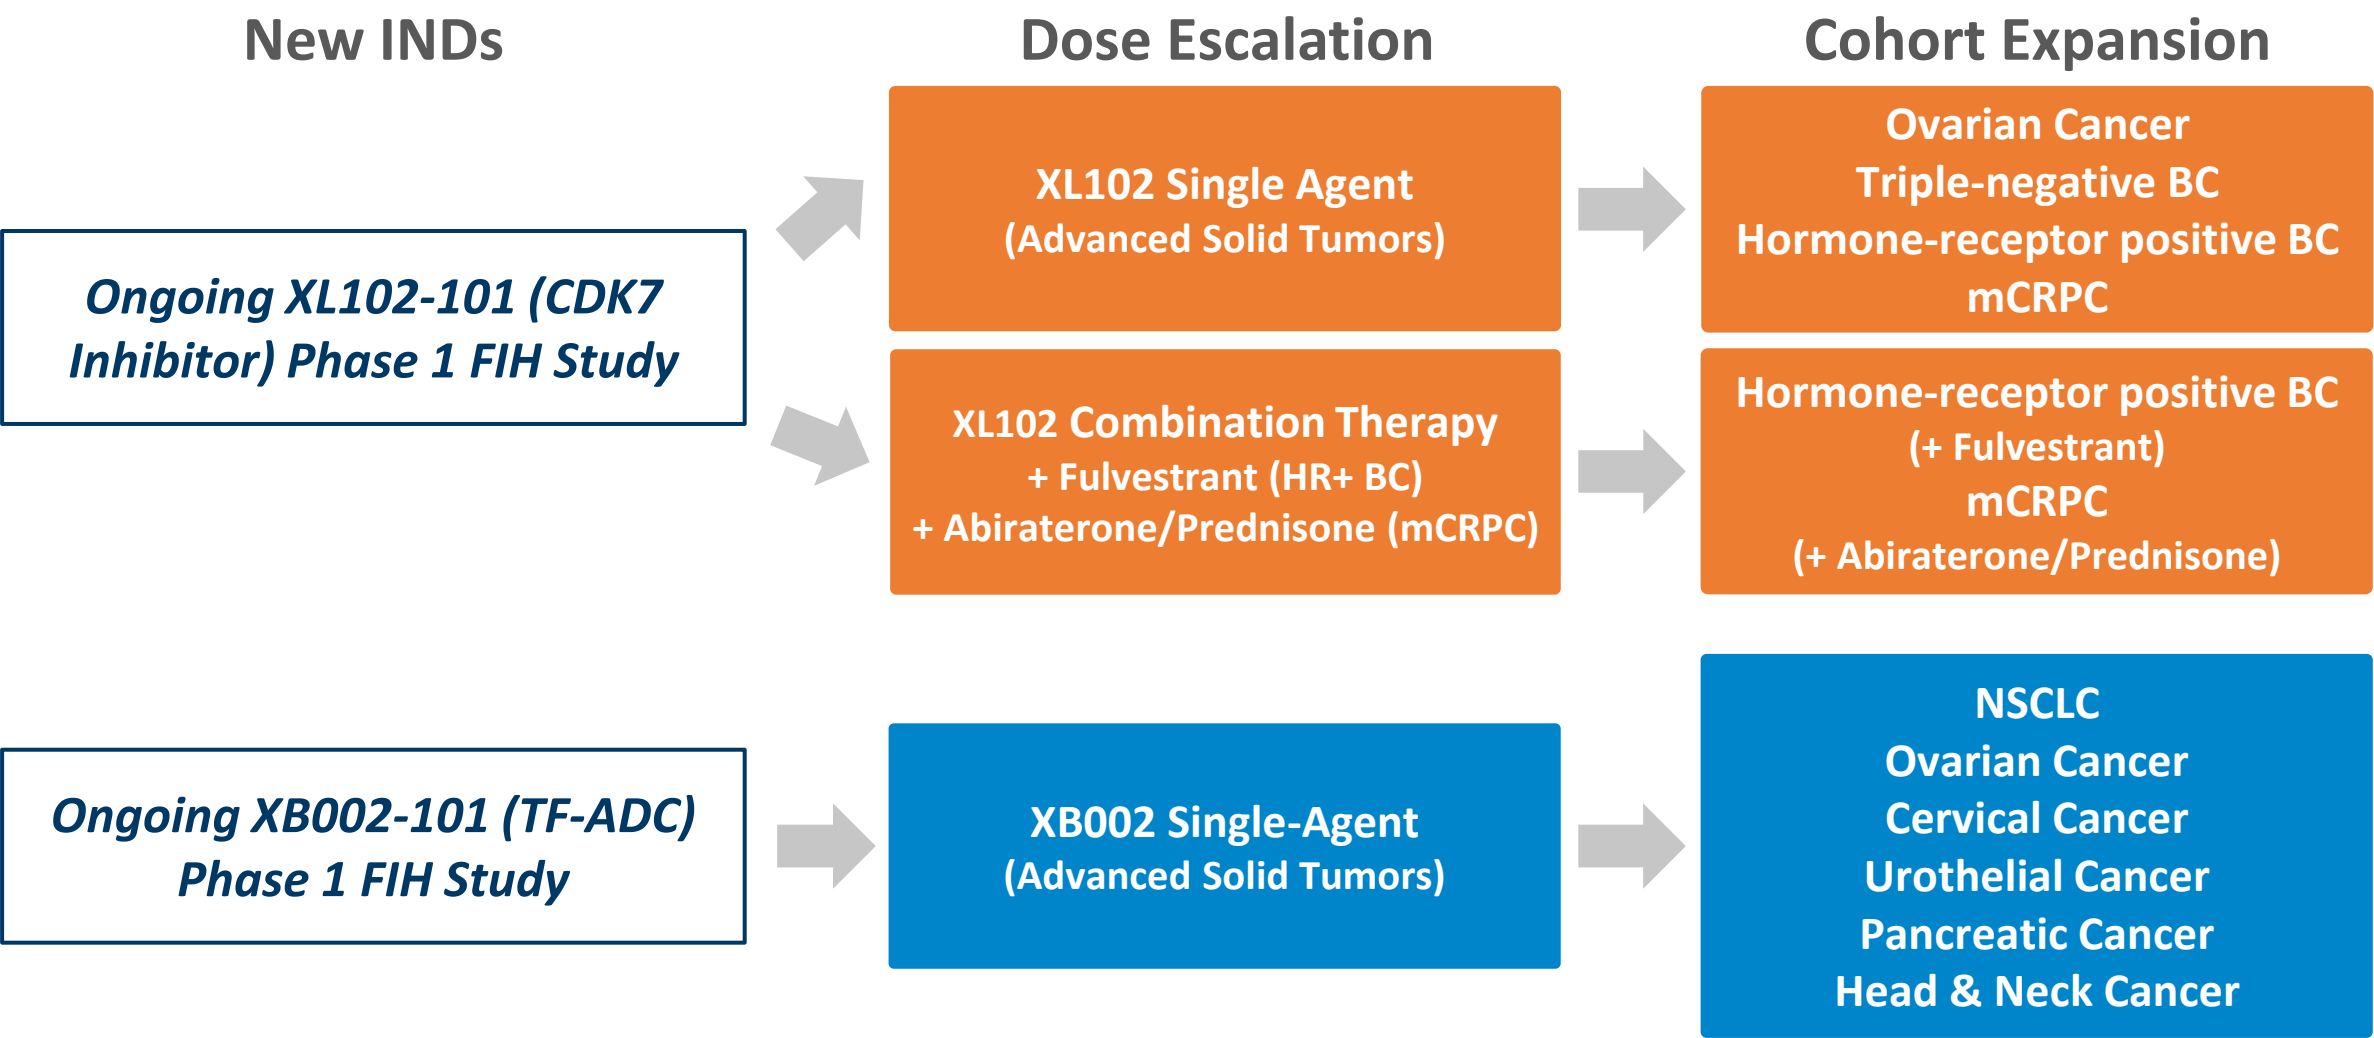 New INDs
Dose Escalation
Cohort Expansion
Ongoing XL102-101 (CDK7
Inhibitor) Phase 1 FIH Study
XL102 Single Agent
(Advanced Solid Tumors)
Ovarian Cancer
Triple-negative BC
Hormone-receptor positive BC
mCRPC
XL102 Combination Therapy
+ Fulvestrant (HR+ BC)
+ Abiraterone/Prednisone (mCRPC)
Hormone-receptor positive BC
(+ Fulvestrant)
mCRPC
(+ Abiraterone/Prednisone)
Ongoing XB002-101 (TF-ADC)
Phase 1 FIH Study
XB002 Single-Agent
(Advanced Solid Tumors)
NSCLC
Ovarian Cancer
Cervical Cancer
Urothelial Cancer
Pancreatic Cancer
Head & Neck Cancer